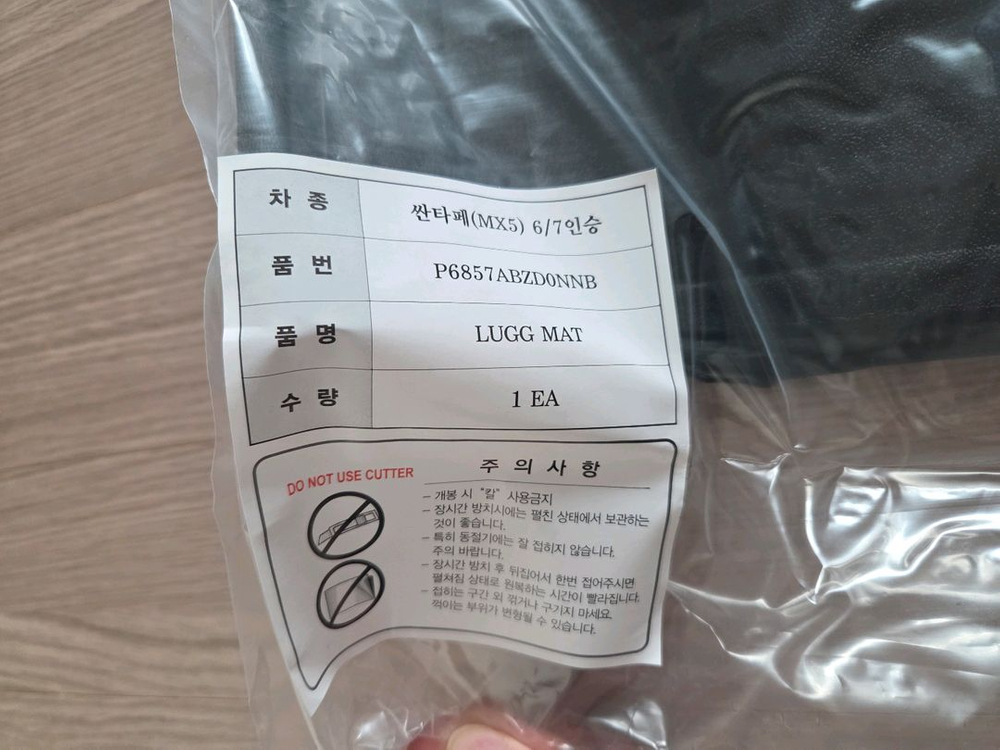 차 종 싼타페(MX5) 6/7인승
품 번 P6857ABZD0NNB
품 명 LUGG MAT
수 량 1 EA
DO NOT USE CUTTER
주 의 사 항
- 개봉 시 "칼" 사용금지
- 장시간 방치시에는 펼친 상태에서 보관하는
것이 좋습니다.
- 특히 동절기에는 잘 접히지 않습니다.
주의 바랍니다.
- 장시간 방치 후 뒤집어서 한번 접어주시면
펼쳐짐 상태로 원복하는 시간이 빨라집니다.
- 접히는 구간 외 꺾거나 구기지 마세요.
꺽이는 부위가 변형될 수 있습니다.